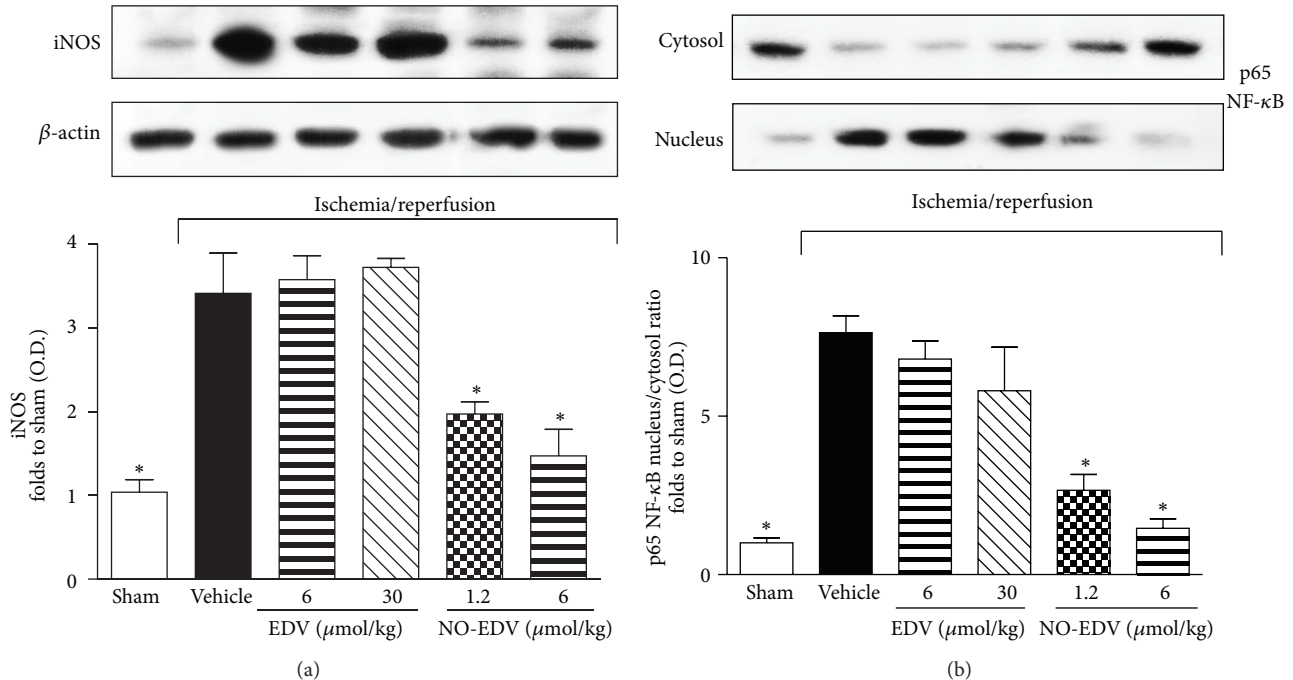 iNOS
β-actin
Ischemia/reperfusion
4
3
2
1
0
iNOS
folds to sham (O.D.)
*
*
*
Sham
Vehicle
6
30
1.2
6
EDV (μmol/kg)
NO-EDV (μmol/kg)
(a)
Cytosol
Nucleus
p65
NF-κB
Ischemia/reperfusion
10
5
0
p65 NF-κB nucleus/cytosol ratio
folds to sham (O.D.)
*
*
*
Sham
Vehicle
6
30
1.2
6
EDV (μmol/kg)
NO-EDV (μmol/kg)
(b)